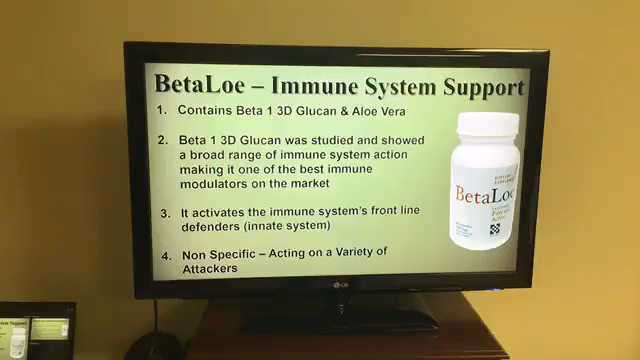 BetaLoe – Immune System Support
1. Contains Beta 1 3D Glucan & Aloe Vera
2. Beta 1 3D Glucan was studied and showed
a broad range of immune system action
making it one of the best immune
modulators on the market
3. It activates the immune system's front line
defenders (innate system)
4. Non Specific – Acting on a Variety of
Attackers
BetaLoe
LG